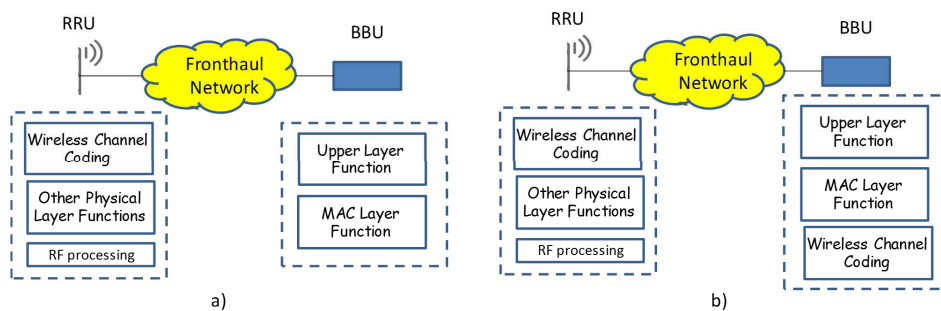 RRU
BBU
Fronthaul
Network
Wireless Channel
Coding
Other Physical
Layer Functions
RF processing
Upper Layer
Function
MAC Layer
Function
a)
RRU
BBU
Fronthaul
Network
Wireless Channel
Coding
Other Physical
Layer Functions
RF processing
Upper Layer
Function
MAC Layer
Function
Wireless Channel
Coding
b)